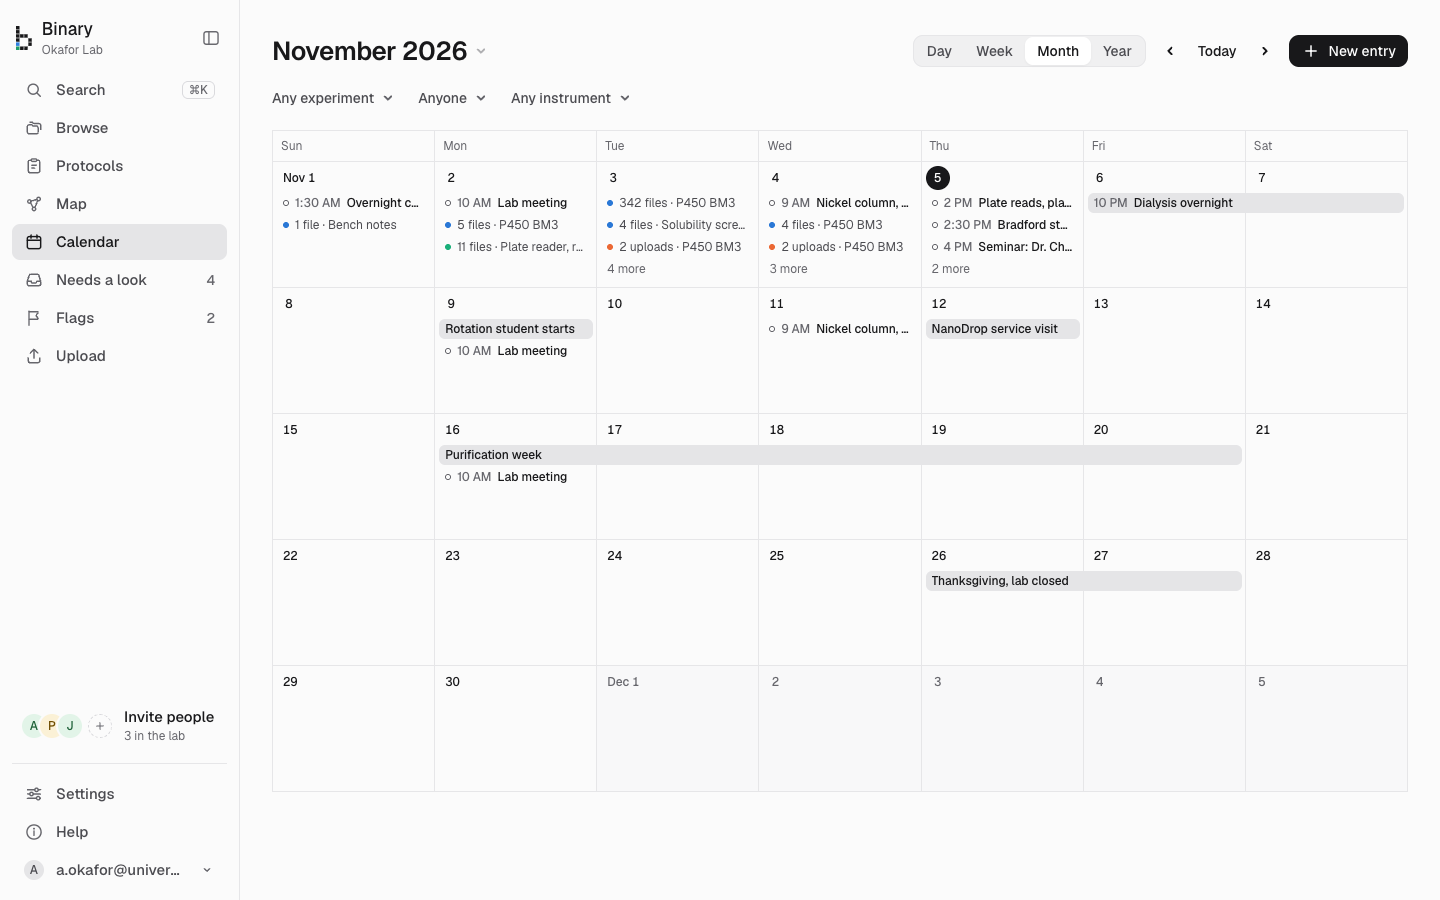 Binary
Okafor Lab
Search ⌘K
Browse
Protocols
Map
Calendar
Needs a look 4
Flags 2
Upload
A P J + Invite people
3 in the lab
Settings
Help
A a.okafor@univer...
November 2026
Day Week Month Year Today New entry
Any experiment Anyone Any instrument
Sun Mon Tue Wed Thu Fri Sat
Nov 1 2 3 4 5 6 7
1:30 AM Overnight c... 10 AM Lab meeting 342 files · P450 BM3 9 AM Nickel column, ... 2 PM Plate reads, pla... 10 PM Dialysis overnight
1 file · Bench notes 5 files · P450 BM3 4 files · Solubility scre... 4 files · P450 BM3 2:30 PM Bradford st...
11 files · Plate reader, r... 2 uploads · P450 BM3 2 uploads · P450 BM3 4 PM Seminar: Dr. Ch...
4 more 3 more 2 more
8 9 10 11 12 13 14
Rotation student starts 9 AM Nickel column, ... NanoDrop service visit
10 AM Lab meeting
15 16 17 18 19 20 21
Purification week
10 AM Lab meeting
22 23 24 25 26 27 28
Thanksgiving, lab closed
29 30 Dec 1 2 3 4 5